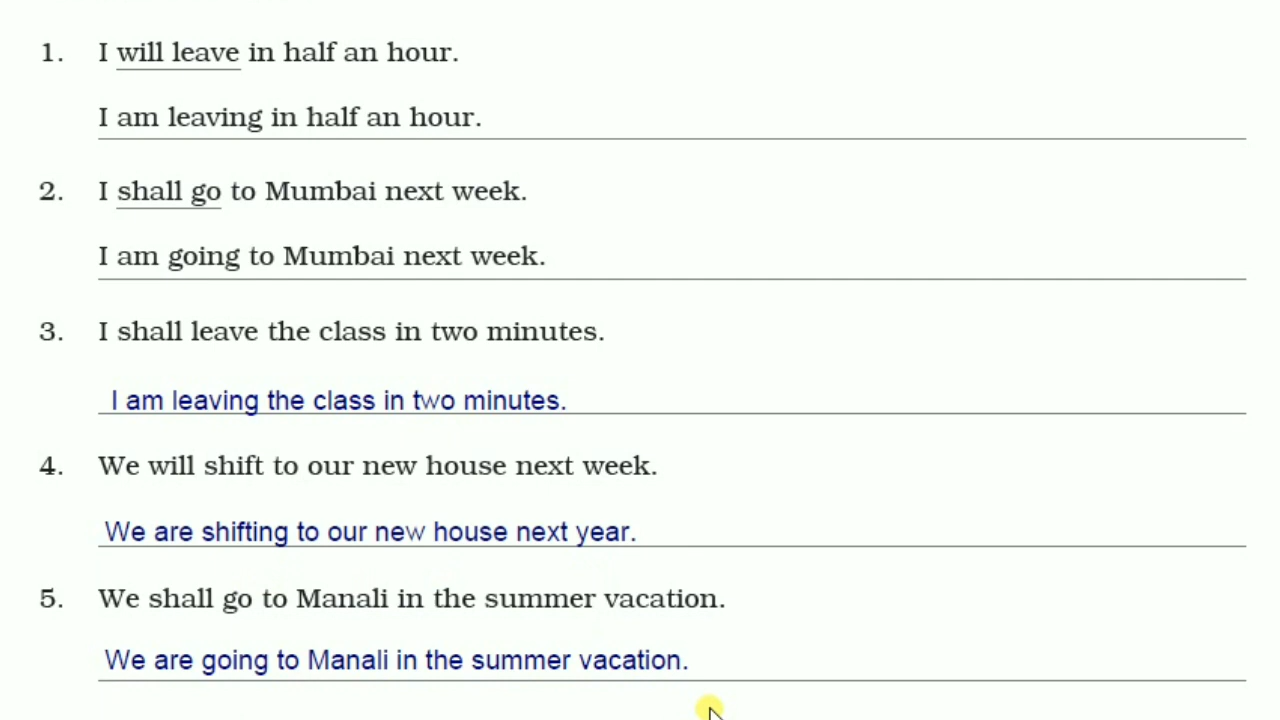 1. I will leave in half an hour.
I am leaving in half an hour.
2. I shall go to Mumbai next week.
I am going to Mumbai next week.
3. I shall leave the class in two minutes.
I am leaving the class in two minutes.
4. We will shift to our new house next week.
We are shifting to our new house next year.
5. We shall go to Manali in the summer vacation.
We are going to Manali in the summer vacation.